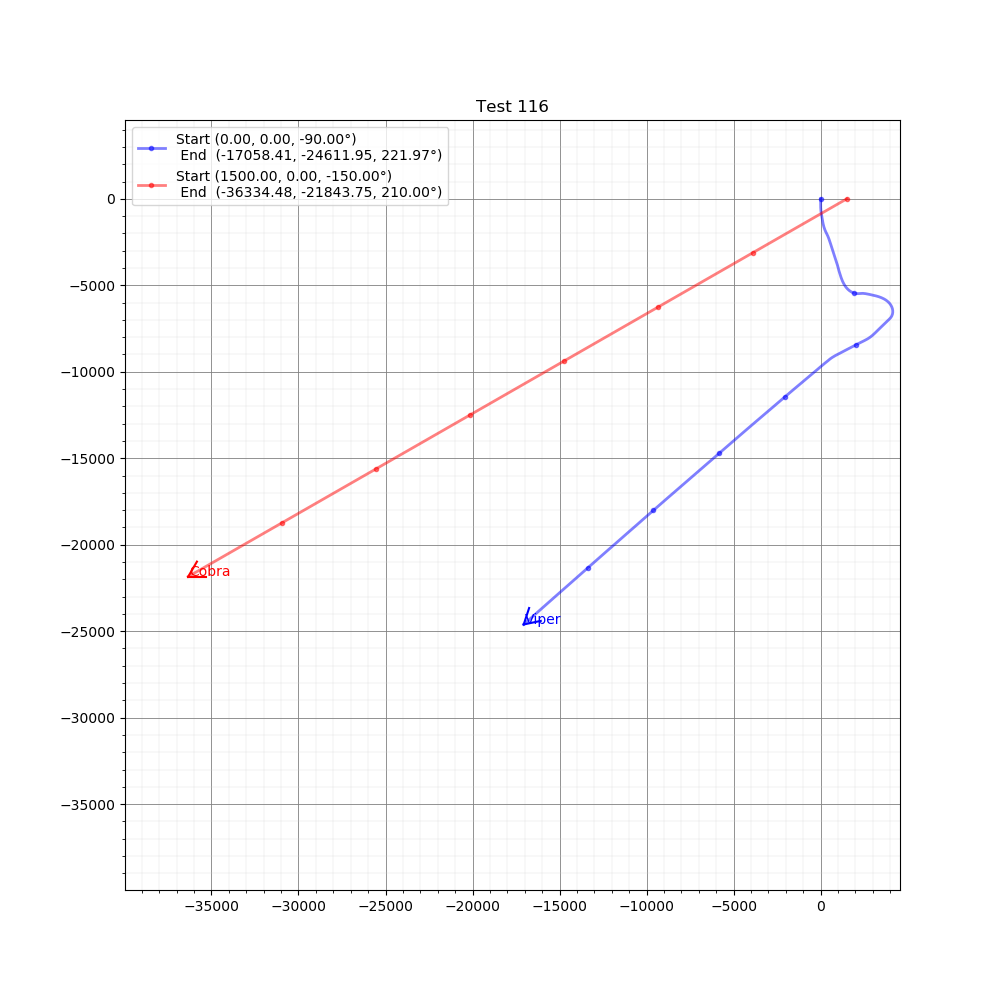 Test 116
Start (0.00, 0.00, -90.00°)
End (-17058.41, -24611.95, 221.97°)
Start (1500.00, 0.00, -150.00°)
End (-36334.48, -21843.75, 210.00°)
0
−5000
−10000
−15000
−20000
−25000
−30000
−35000
Cobra
Viper
−35000 −30000 −25000 −20000 −15000 −10000 −5000 0